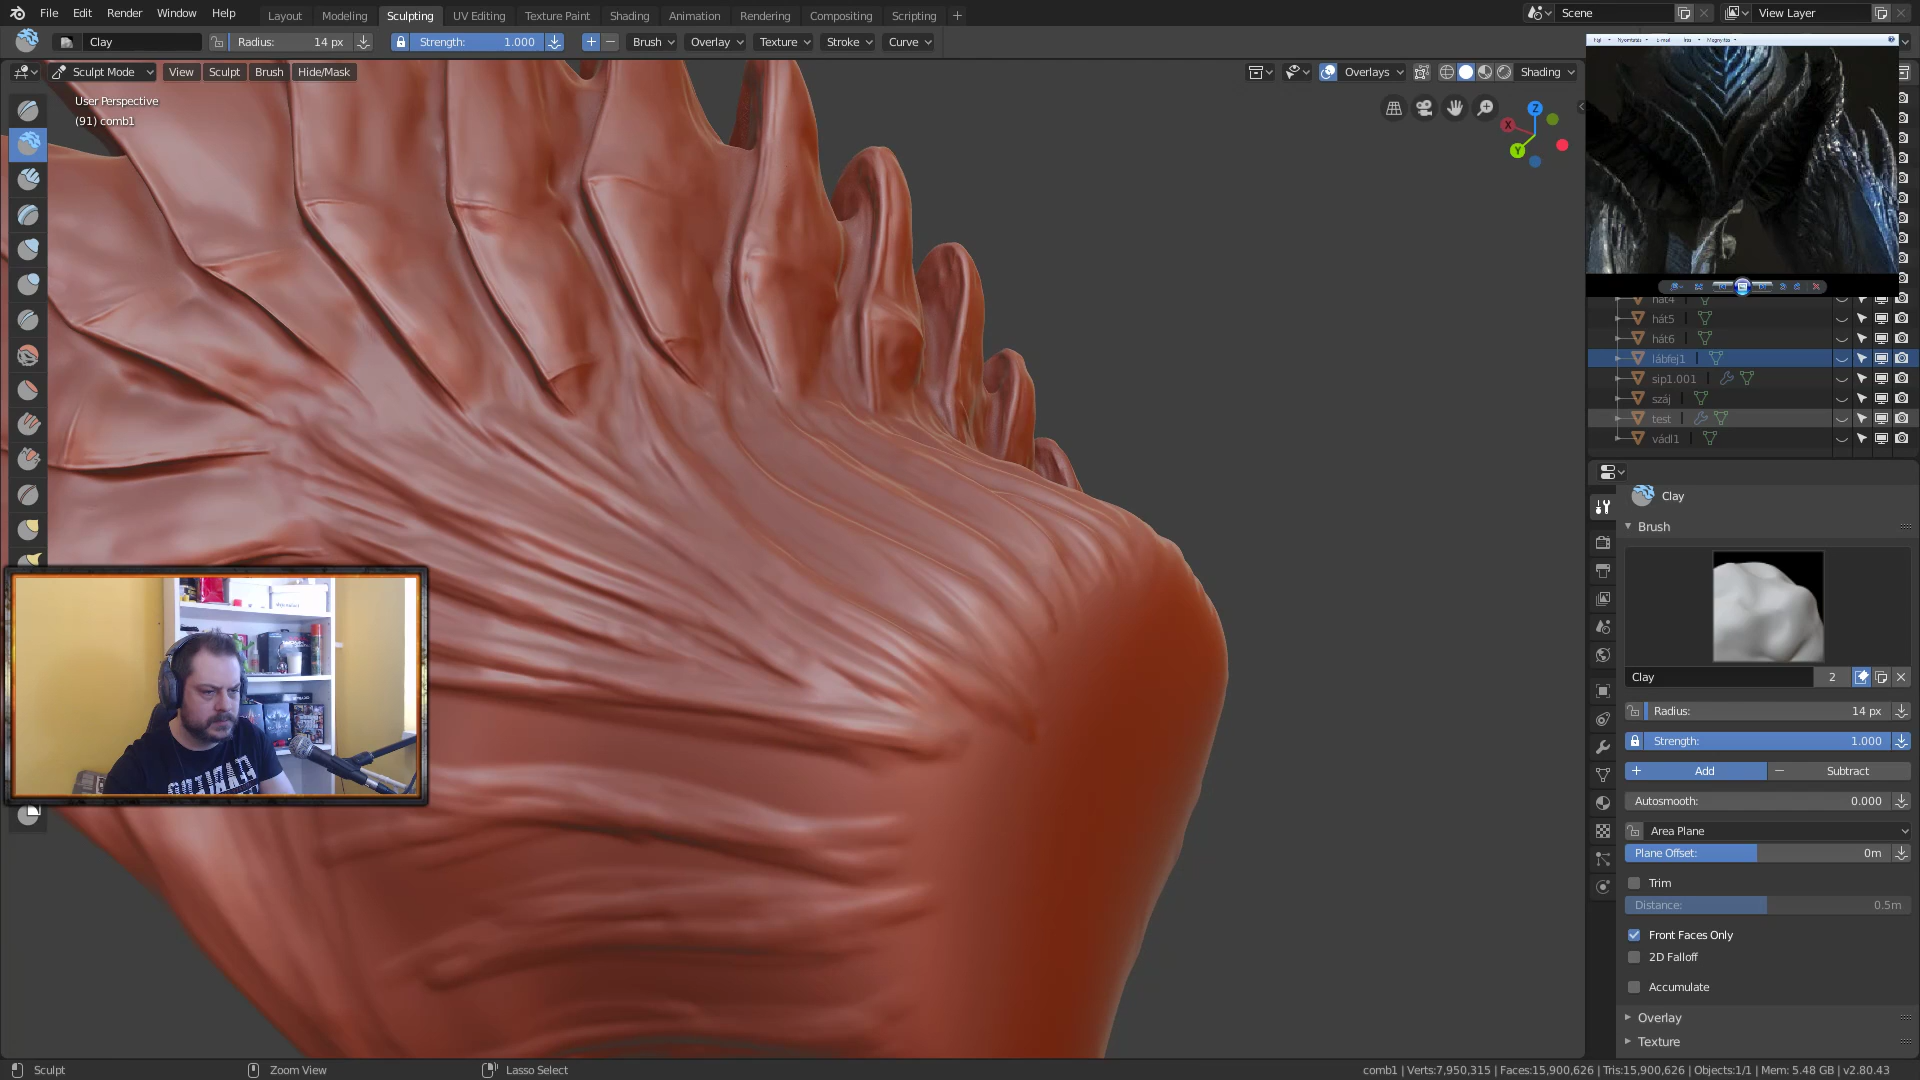 File Edit Render Window Help
Layout Modeling Sculpting UV Editing Texture Paint Shading Animation Rendering Compositing Scripting +
Scene
View Layer
Clay
Radius: 14 px
Strength: 1.000
Brush Overlay Texture Stroke Curve
Sculpt Mode View Sculpt Brush Hide/Mask
Overlays Shading
User Perspective
(91) comb1
Z
X
Y
hát4
hát5
hát6
lábfej1
sip1.001
száj
test
vádl1
Clay
Brush
Clay 2
Radius: 14 px
Strength: 1.000
Add Subtract
Autosmooth: 0.000
Area Plane
Plane Offset: 0m
Trim
Distance: 0.5m
Front Faces Only
2D Falloff
Accumulate
Overlay
Texture
Sculpt Zoom View Lasso Select
comb1 | Verts:7,950,315 | Faces:15,900,626 | Tris:15,900,626 | Objects:1/1 | Mem: 5.48 GB | v2.80.43